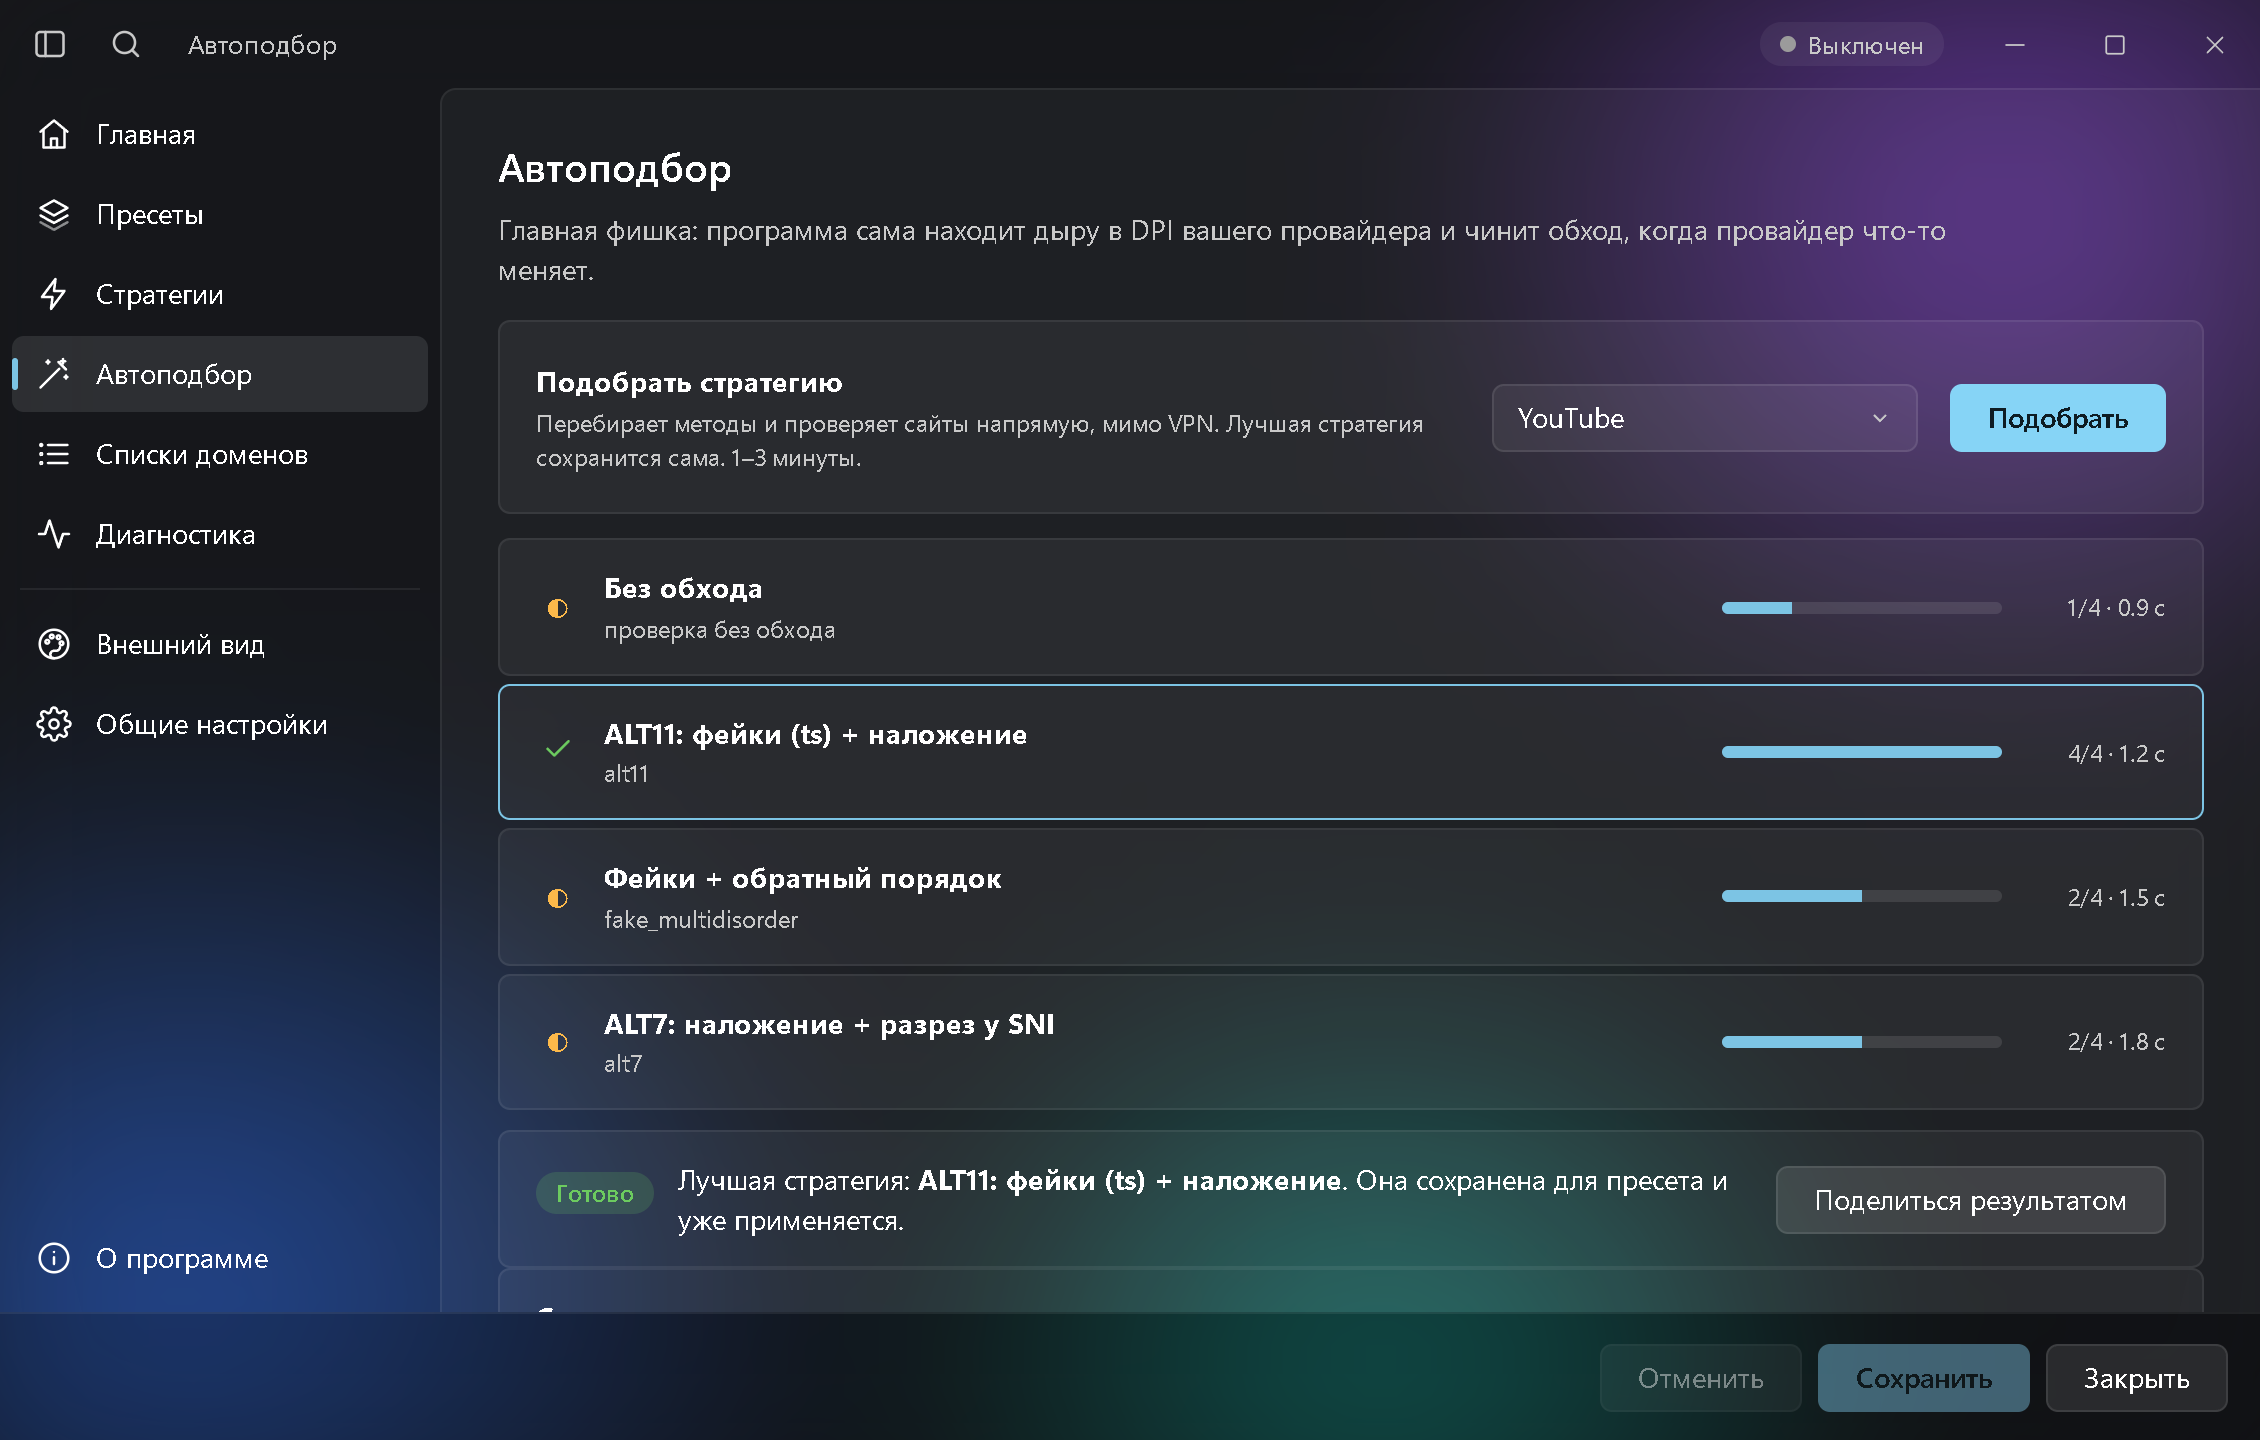 Автоподбор
Выключен
Главная
Пресеты
Стратегии
Автоподбор
Списки доменов
Диагностика
Внешний вид
Общие настройки
О программе
Автоподбор
Главная фишка: программа сама находит дыру в DPI вашего провайдера и чинит обход, когда провайдер что-то
меняет.
Подобрать стратегию
Перебирает методы и проверяет сайты напрямую, мимо VPN. Лучшая стратегия
сохранится сама. 1–3 минуты.
YouTube
Подобрать
Без обхода
проверка без обхода
1/4 · 0.9 с
ALT11: фейки (ts) + наложение
alt11
4/4 · 1.2 с
Фейки + обратный порядок
fake_multidisorder
2/4 · 1.5 с
ALT7: наложение + разрез у SNI
alt7
2/4 · 1.8 с
Готово
Лучшая стратегия: ALT11: фейки (ts) + наложение. Она сохранена для пресета и
уже применяется.
Поделиться результатом
Отменить
Сохранить
Закрыть